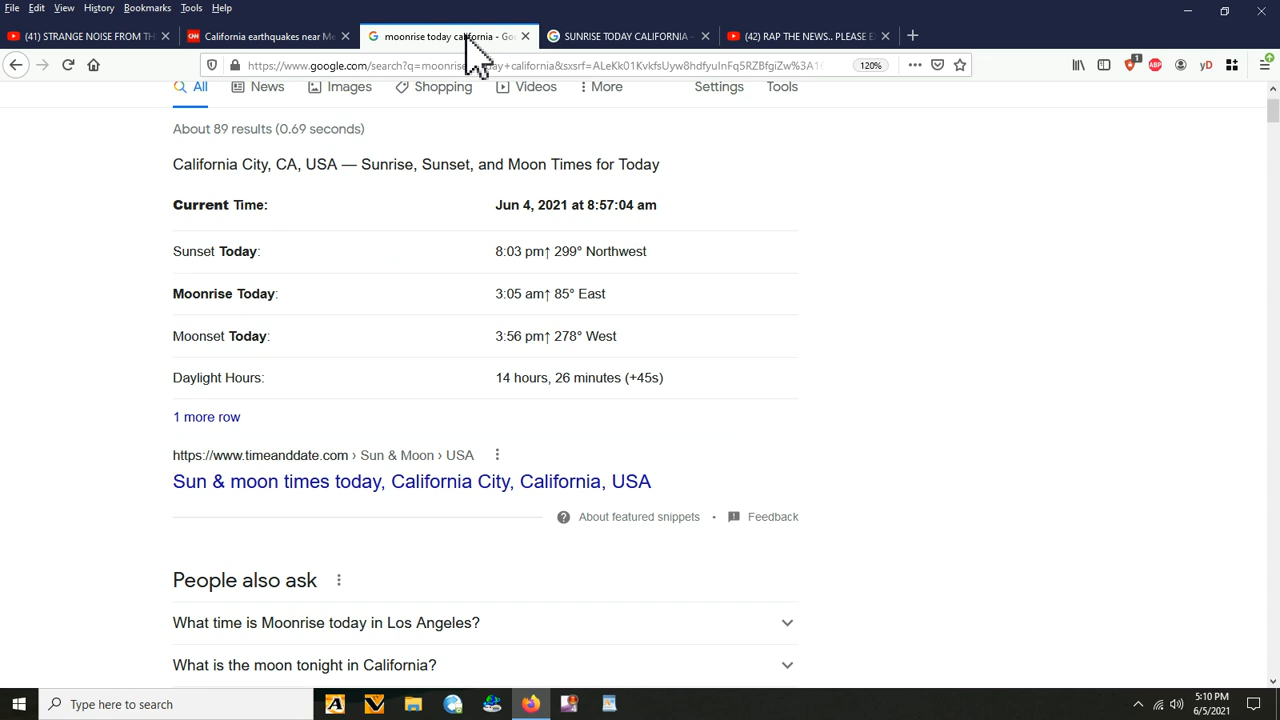 File Edit View History Bookmarks Tools Help
(41) STRANGE NOISE FROM TH
California earthquakes near Me
moonrise today california - Goo
SUNRISE TODAY CALIFORNIA -
(42) RAP THE NEWS.. PLEASE E
120%
All News Images Shopping Videos More Settings Tools
About 89 results (0.69 seconds)
California City, CA, USA — Sunrise, Sunset, and Moon Times for Today
Current Time: Jun 4, 2021 at 8:57:04 am
Sunset Today: 8:03 pm↑ 299° Northwest
Moonrise Today: 3:05 am↑ 85° East
Moonset Today: 3:56 pm↑ 278° West
Daylight Hours: 14 hours, 26 minutes (+45s)
1 more row
https://www.timeanddate.com › Sun & Moon › USA
Sun & moon times today, California City, California, USA
About featured snippets • Feedback
People also ask
What time is Moonrise today in Los Angeles?
What is the moon tonight in California?
Type here to search
5:10 PM
6/5/2021